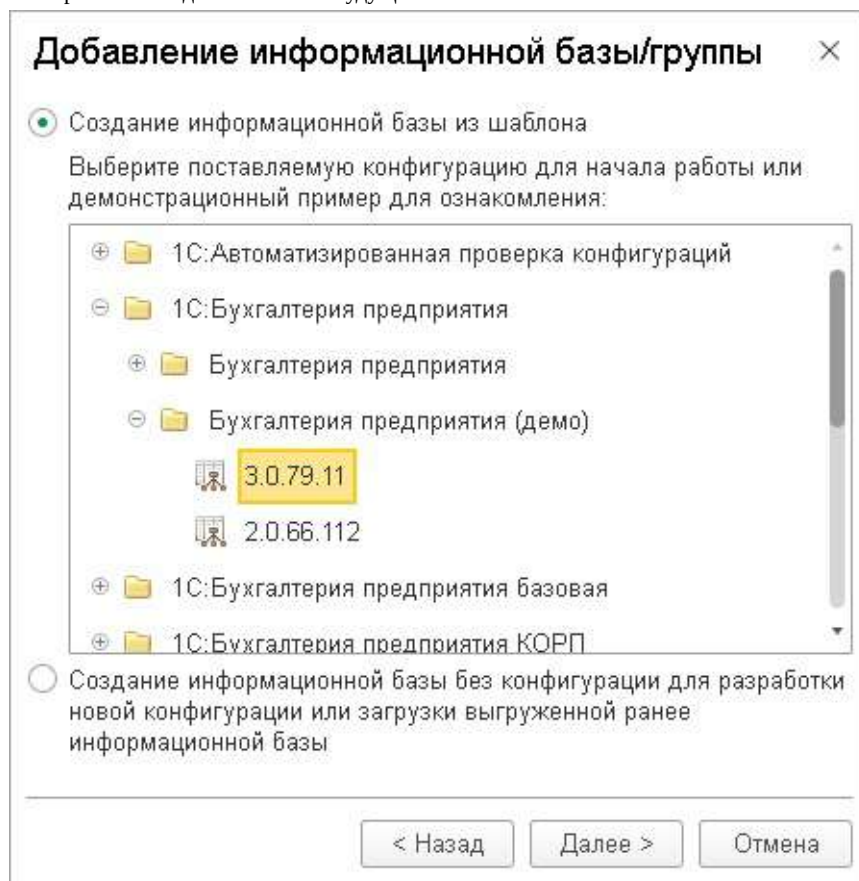 Добавление информационной базы/группы
Создание информационной базы из шаблона
Выберите поставляемую конфигурацию для начала работы или
демонстрационный пример для ознакомления:
1С:Автоматизированная проверка конфигураций
1С:Бухгалтерия предприятия
Бухгалтерия предприятия
Бухгалтерия предприятия (демо)
3.0.79.11
2.0.66.112
1С:Бухгалтерия предприятия базовая
1С:Бухгалтерия предприятия КОРП
Создание информационной базы без конфигурации для разработки
новой конфигурации или загрузки выгруженной ранее
информационной базы
< Назад
Далее >
Отмена